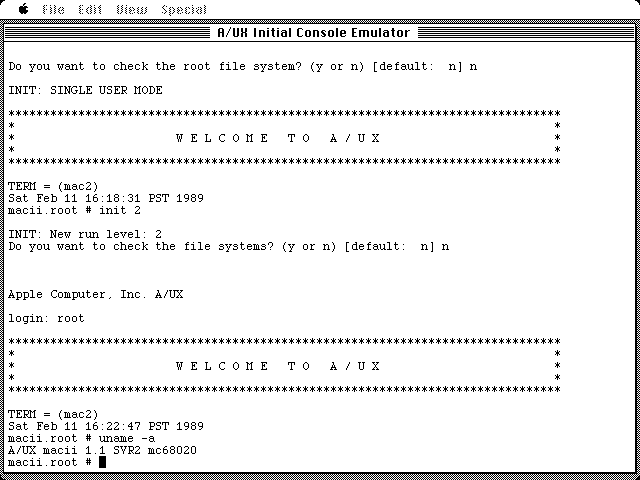 File Edit View Special
A/UX Initial Console Emulator
Do you want to check the root file system? (y or n) [default:  n] n
INIT: SINGLE USER MODE
*******************************************************************************
*                                                                             *
*                       W E L C O M E   T O   A / U X                         *
*                                                                             *
*******************************************************************************
TERM = (mac2)
Sat Feb 11 16:18:31 PST 1989
macii.root # init 2
INIT: New run level: 2
Do you want to check the file systems? (y or n) [default:  n] n
Apple Computer, Inc. A/UX
login: root
*******************************************************************************
*                                                                             *
*                       W E L C O M E   T O   A / U X                         *
*                                                                             *
*******************************************************************************
TERM = (mac2)
Sat Feb 11 16:22:47 PST 1989
macii.root # uname -a
A/UX macii 1.1 SVR2 mc68020
macii.root #